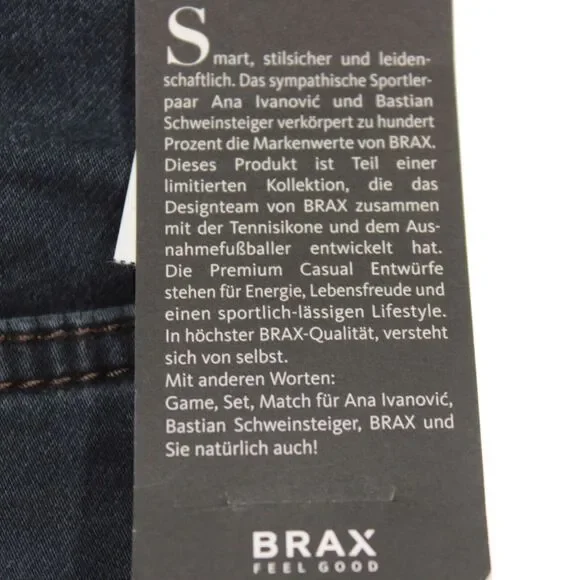 Smart, stilsicher und leiden-
schaftlich. Das sympathische Sportler-
paar Ana Ivanović und Bastian
Schweinsteiger verkörpert zu hundert
Prozent die Markenwerte von BRAX.
Dieses Produkt ist Teil einer
limitierten Kollektion, die das
Designteam von BRAX zusammen
mit der Tennisikone und dem Aus-
nahmefußballer entwickelt hat.
Die Premium Casual Entwürfe
stehen für Energie, Lebensfreude und
einen sportlich-lässigen Lifestyle.
In höchster BRAX-Qualität, versteht
sich von selbst.
Mit anderen Worten:
Game, Set, Match für Ana Ivanović,
Bastian Schweinsteiger, BRAX und
Sie natürlich auch!
BRAX
FEEL GOOD